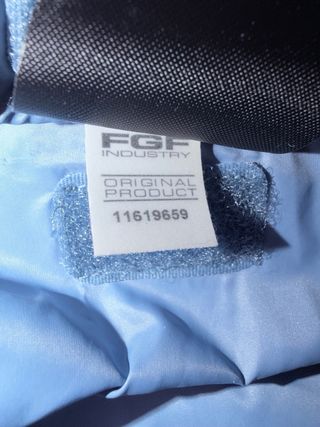 FGF
INDUSTRY
ORIGINAL
PRODUCT
11619659